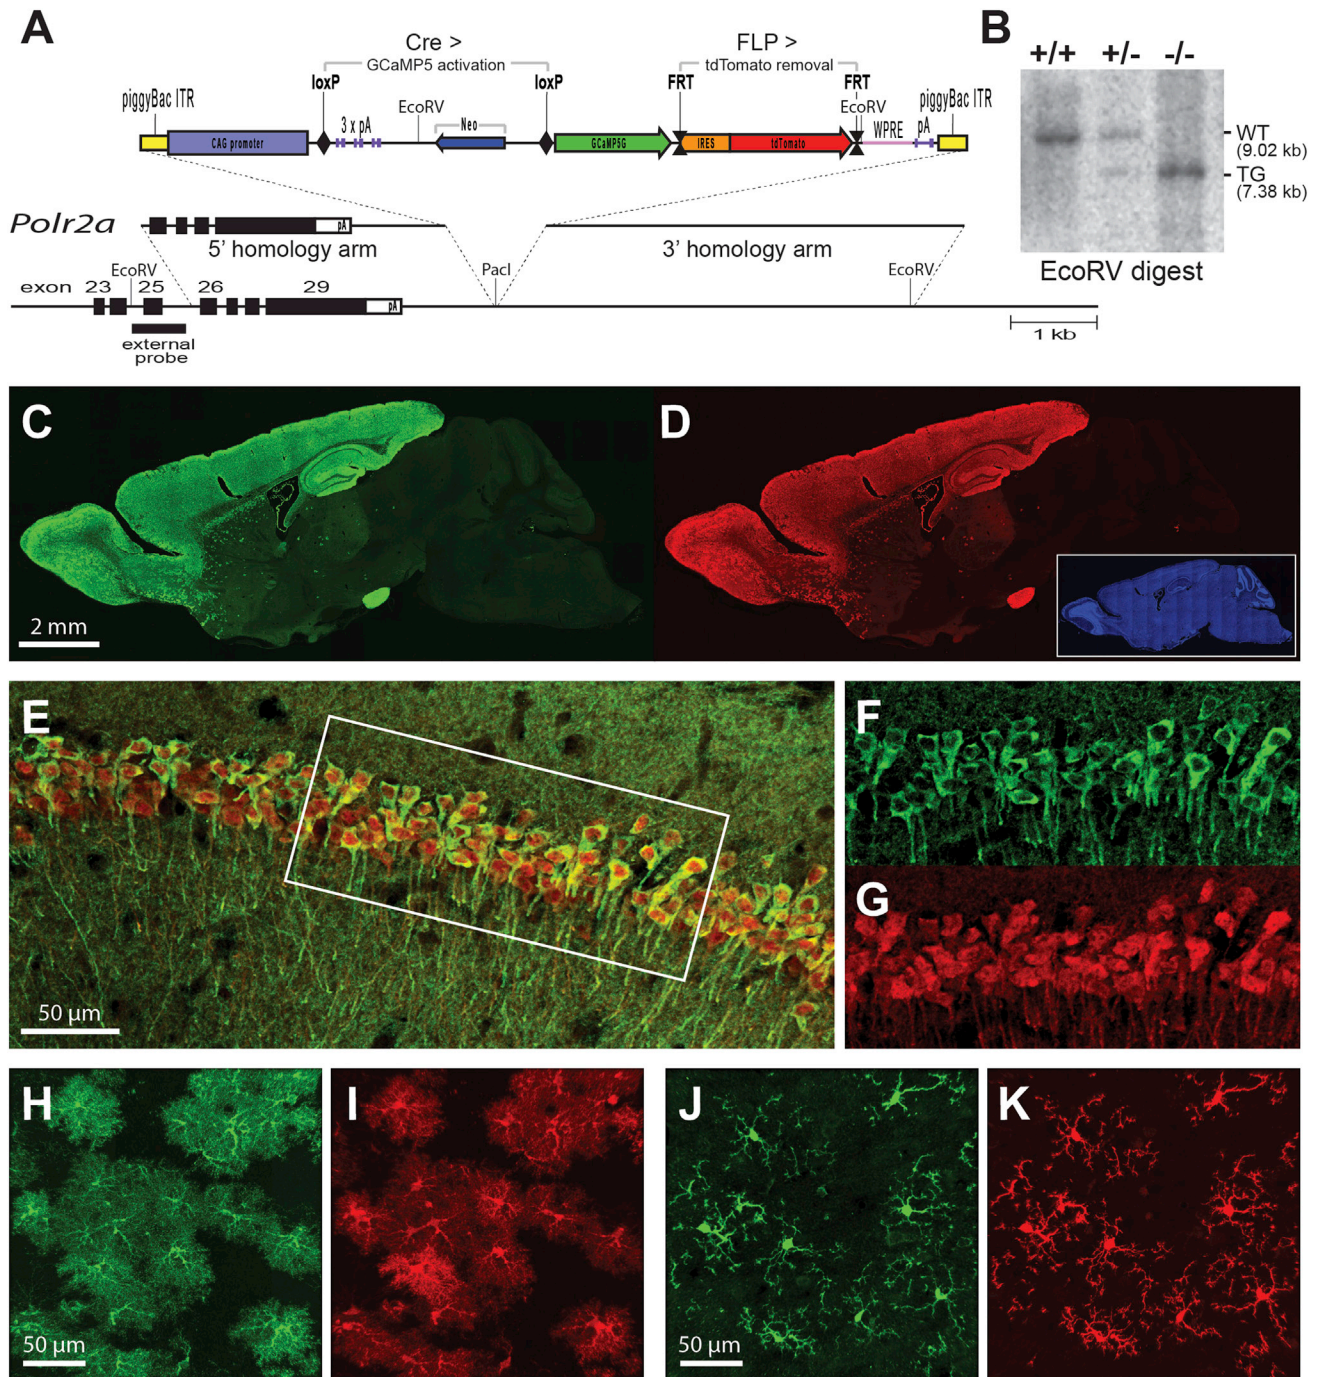 A
Cre >
GCaMP5 activation
FLP >
tdTomato removal
loxP
loxP
FRT
FRT
piggyBac ITR
EcoRV
EcoRV
piggyBac ITR
3 x pA
Neo
WPRE
pA
CAG promoter
GCaMP5G
IRES
tdTomato
Polr2a
pA
5' homology arm
3' homology arm
EcoRV
PacI
EcoRV
exon
23
25
26
29
pA
external
probe
1 kb
B
+/+
+/-
-/-
WT
(9.02 kb)
TG
(7.38 kb)
EcoRV digest
C
2 mm
D
E
50 µm
F
G
H
50 µm
I
J
50 µm
K